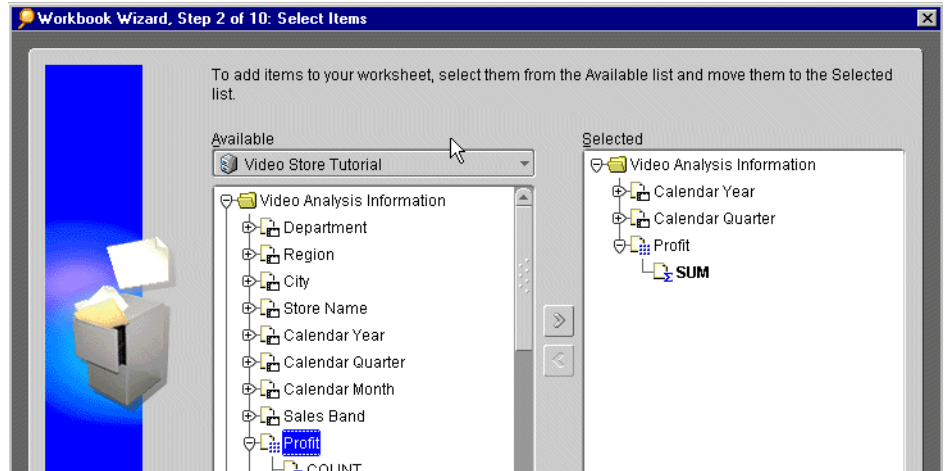 Workbook Wizard, Step 2 of 10: Select Items
To add items to your worksheet, select them from the Available list and move them to the Selected
list.
Available
Video Store Tutorial
Video Analysis Information
Department
Region
City
Store Name
Calendar Year
Calendar Quarter
Calendar Month
Sales Band
Profit
COUNT
Selected
Video Analysis Information
Calendar Year
Calendar Quarter
Profit
SUM